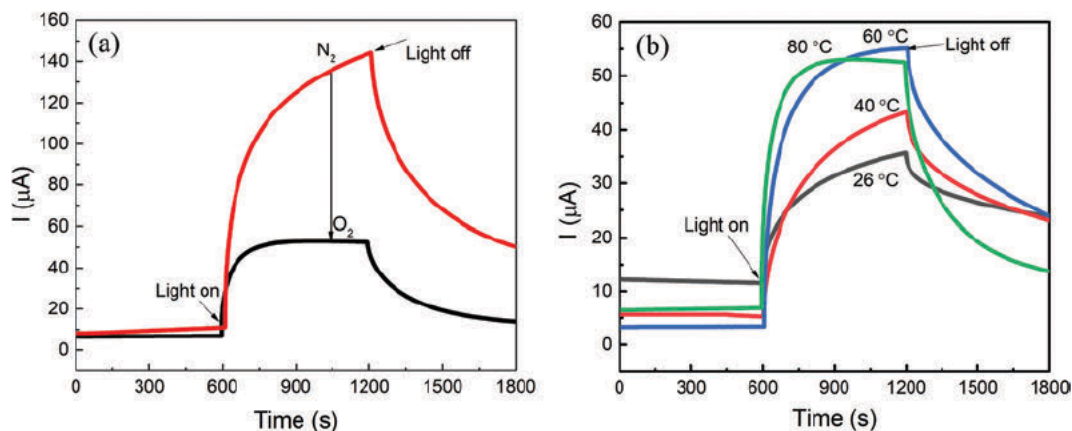 (a)
160
140
120
100
80
60
40
20
0
I (μA)
N₂
Light off
O₂
Light on
0 300 600 900 1200 1500 1800
Time (s)
(b)
60
50
40
30
20
10
0
I (μA)
80 °C
60 °C
Light off
40 °C
26 °C
Light on
0 300 600 900 1200 1500 1800
Time (s)